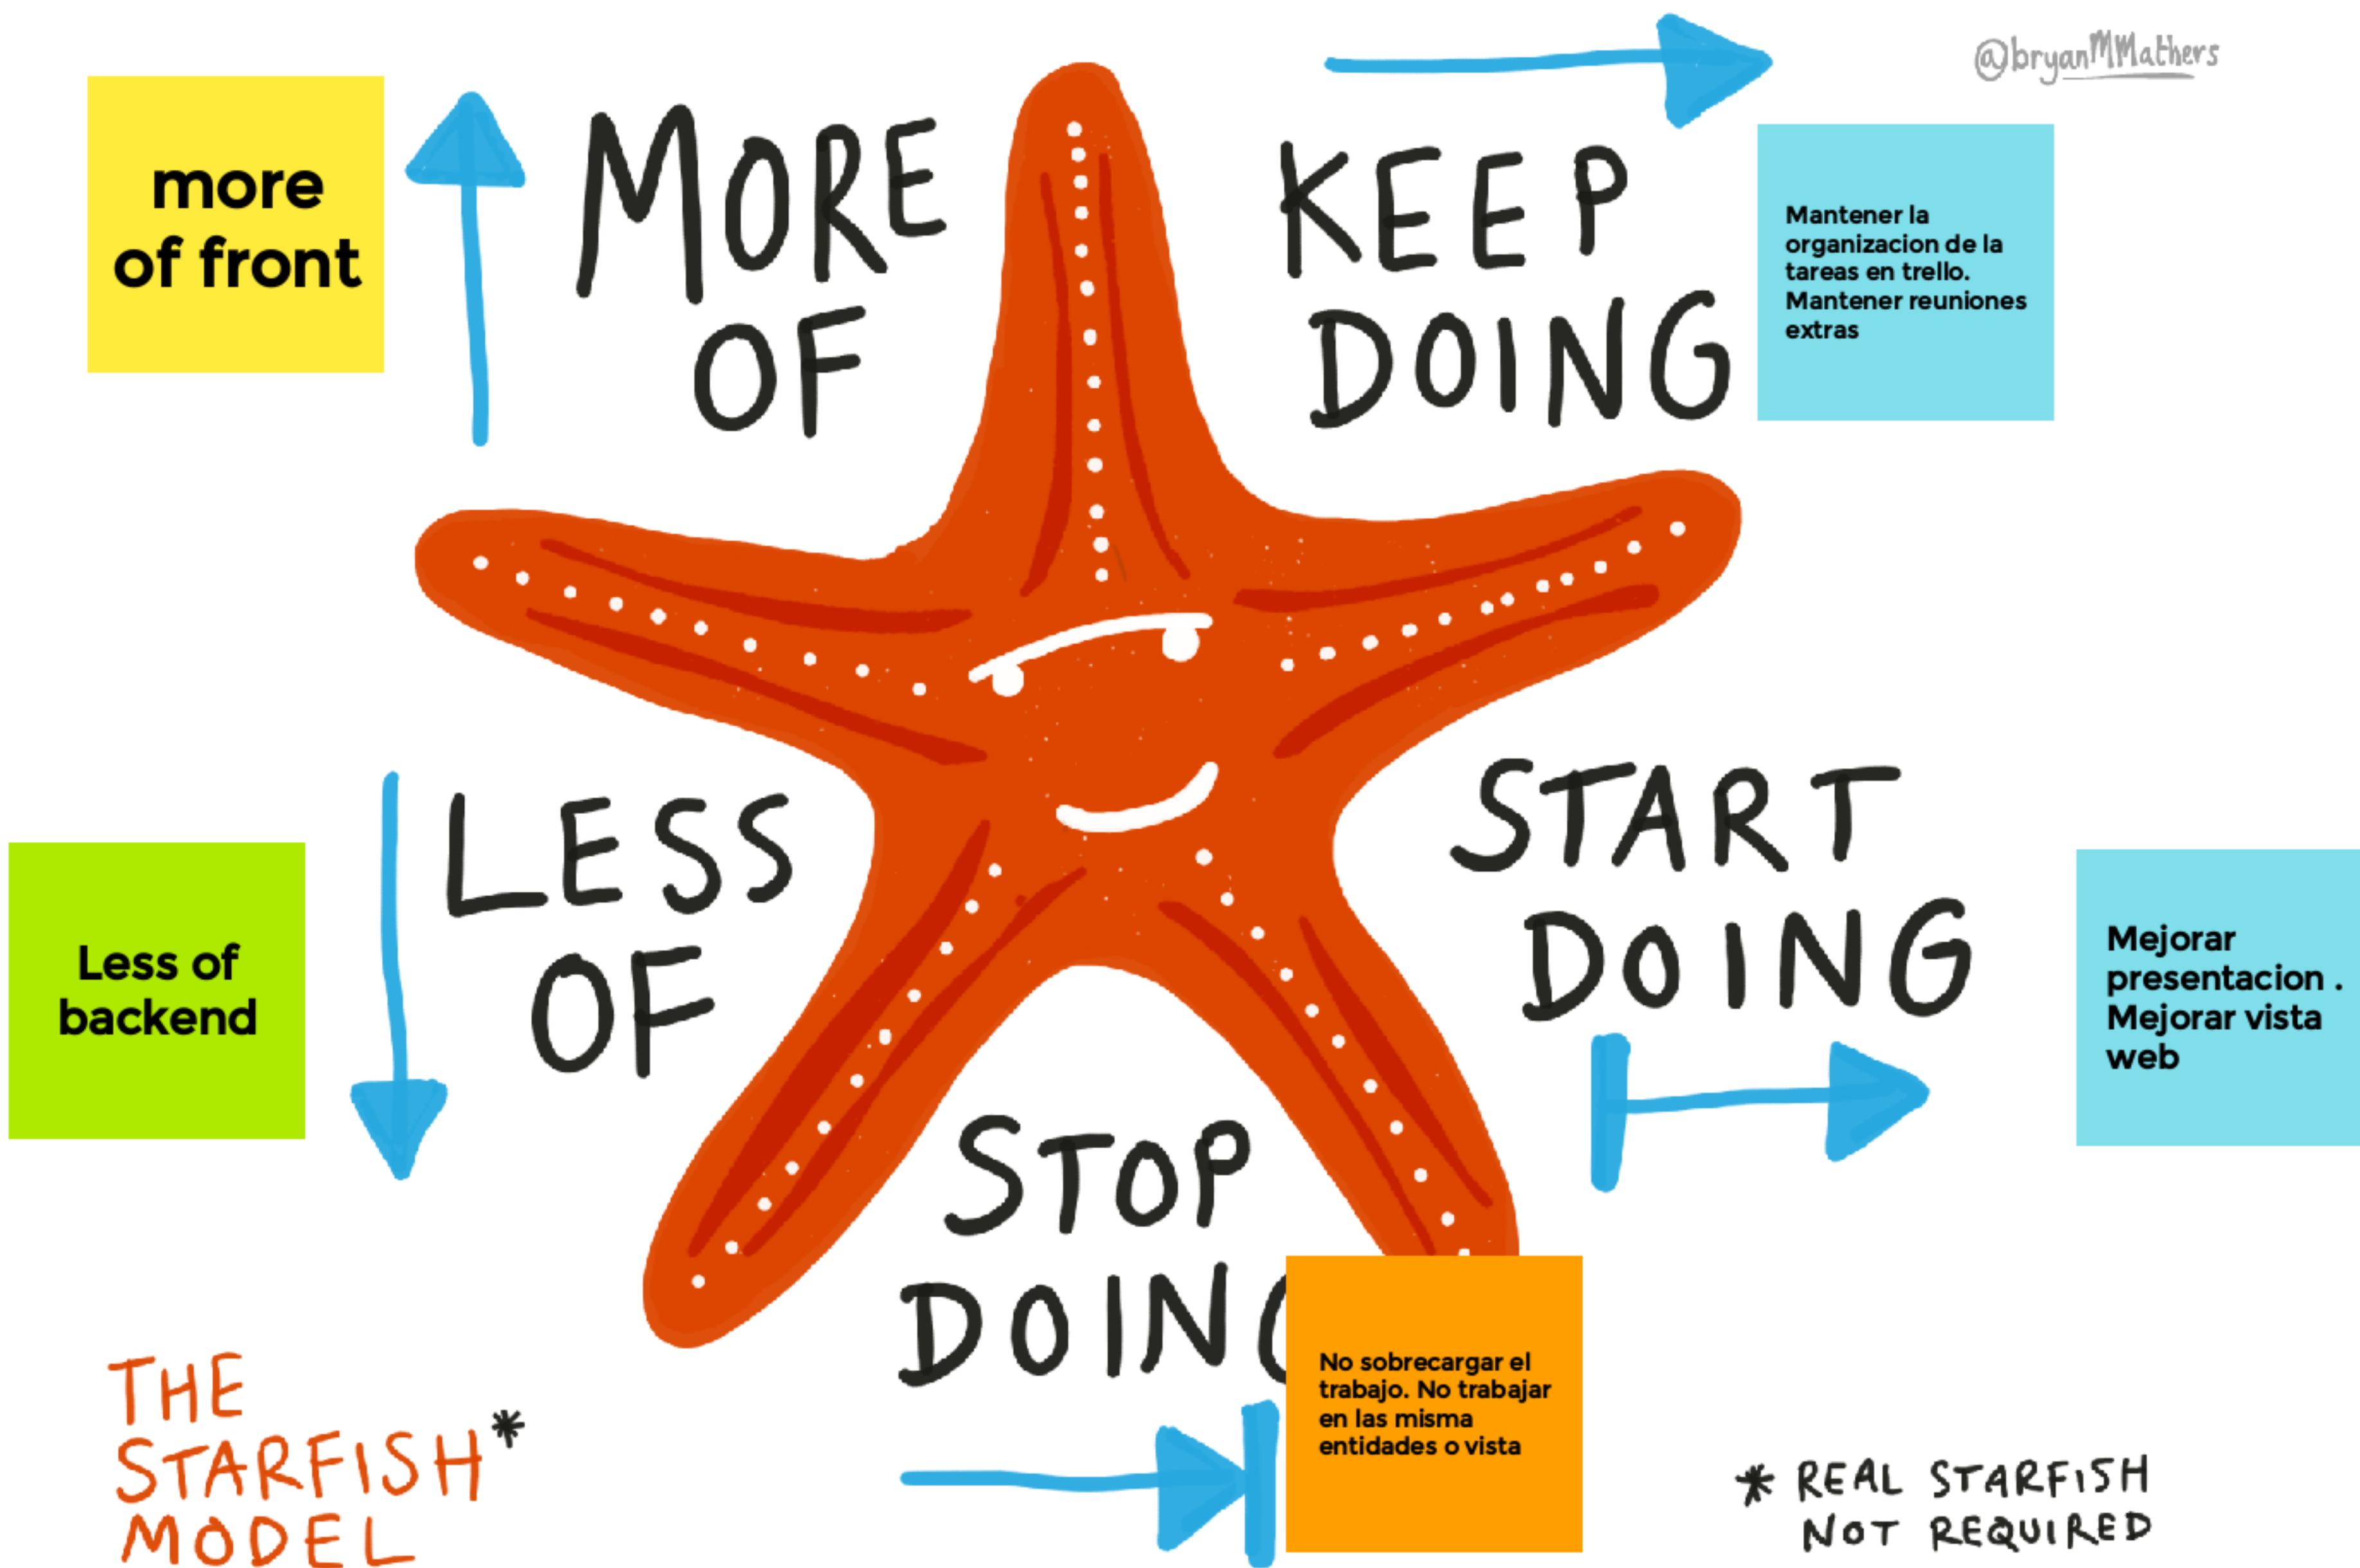 @bryanMMathers
more
of front
MORE
OF
KEEP
DOING
Mantener la
organizacion de la
tareas en trello.
Mantener reuniones
extras
Less of
backend
LESS
OF
START
DOING
Mejorar
presentacion .
Mejorar vista
web
STOP
DOING
No sobrecargar el
trabajo. No trabajar
en las misma
entidades o vista
THE
STARFISH*
MODEL
* REAL STARFISH
NOT REQUIRED